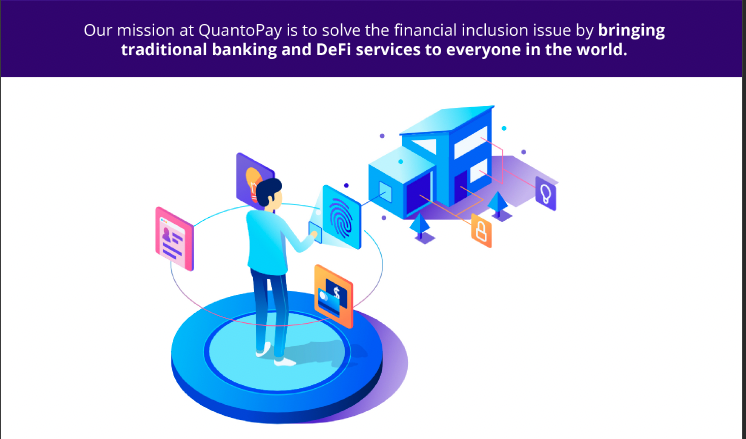 Our mission at QuantoPay is to solve the financial inclusion issue by bringing
traditional banking and DeFi services to everyone in the world.